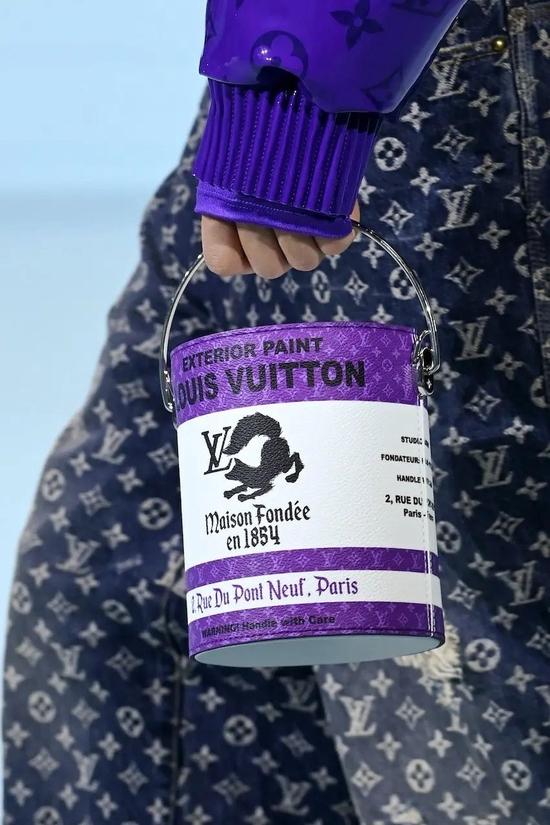 EXTERIOR PAINT
OUIS VUITTON
LV
Maison Fondée
en 1854
2, Rue Du Pont Neuf, Paris
WARNING! Handle with Care
STUDIO
FONDATEUR:
HANDLE
2, RUE DU
Paris -